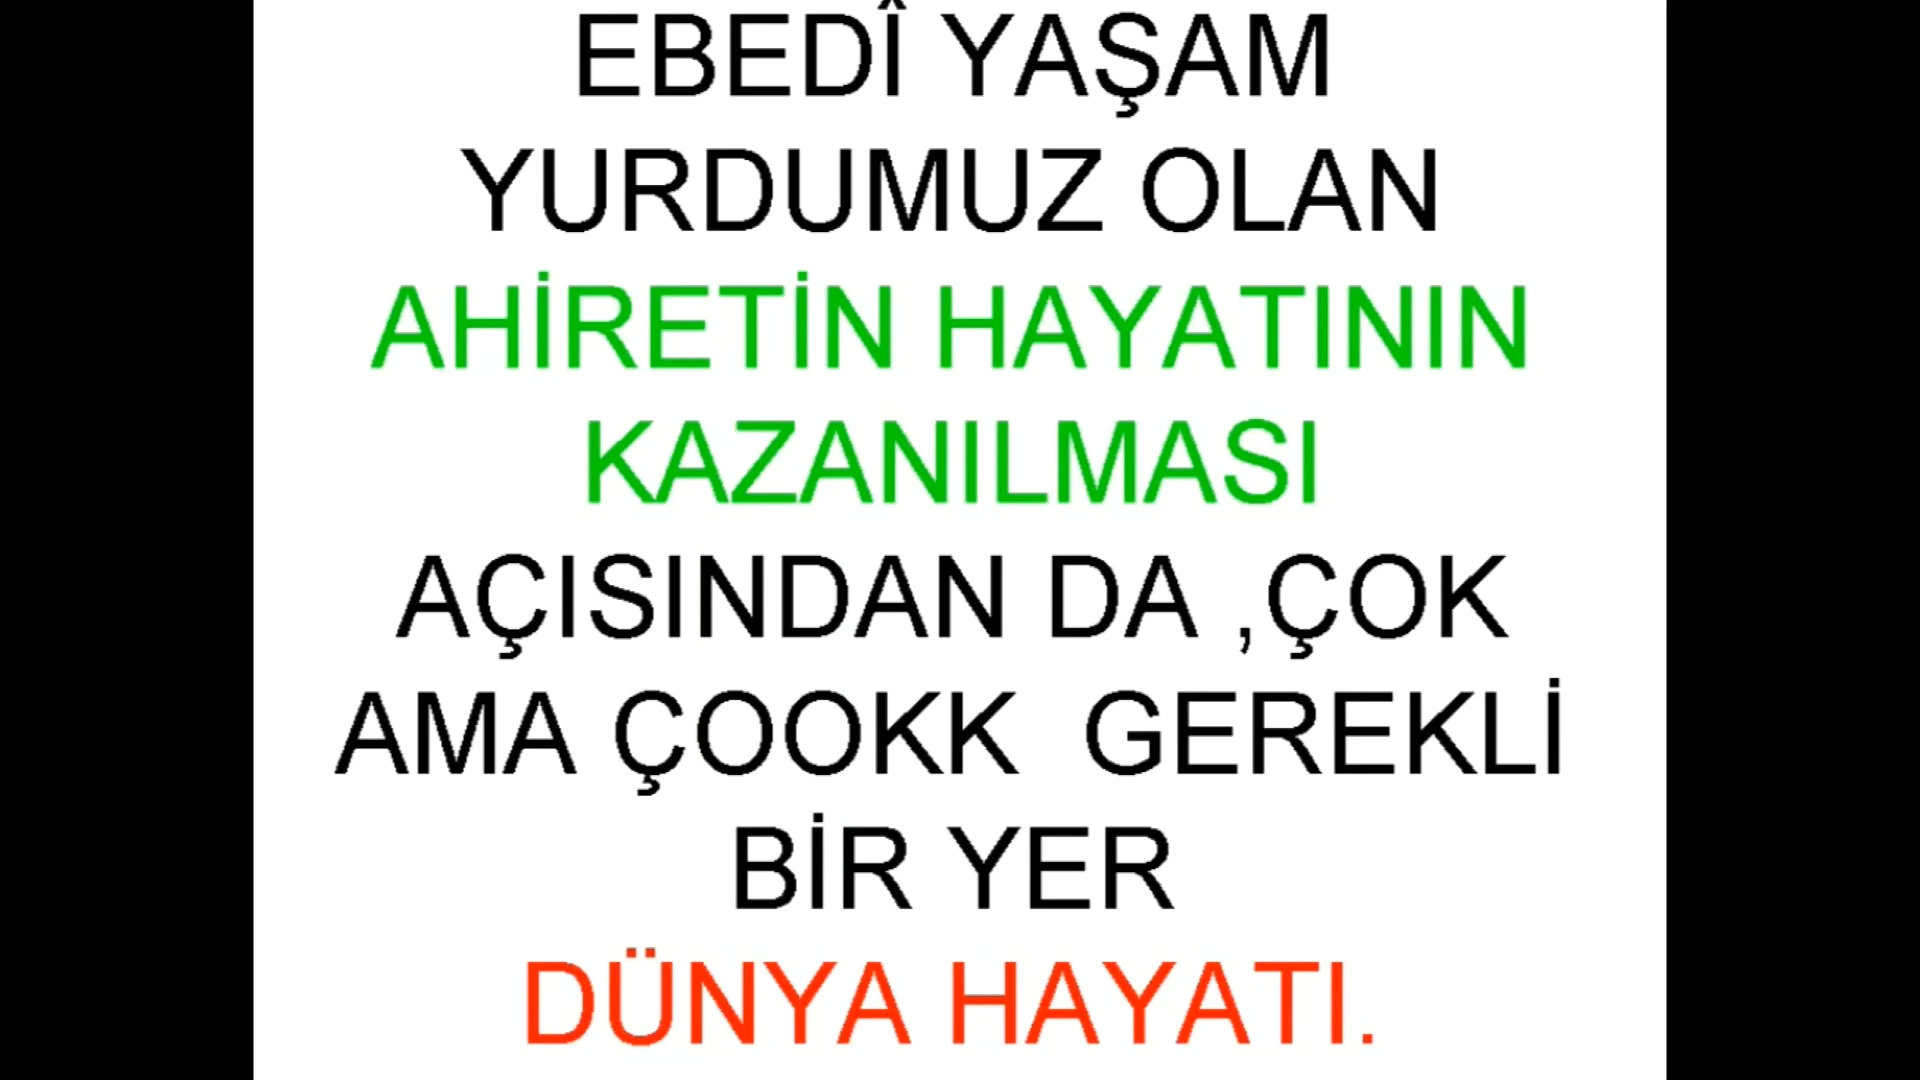 EBEDÎ YAŞAM
YURDUMUZ OLAN
AHİRETİN HAYATININ
KAZANILMASI
AÇISINDAN DA ,ÇOK
AMA ÇOOKK  GEREKLİ
BİR YER
DÜNYA HAYATI.